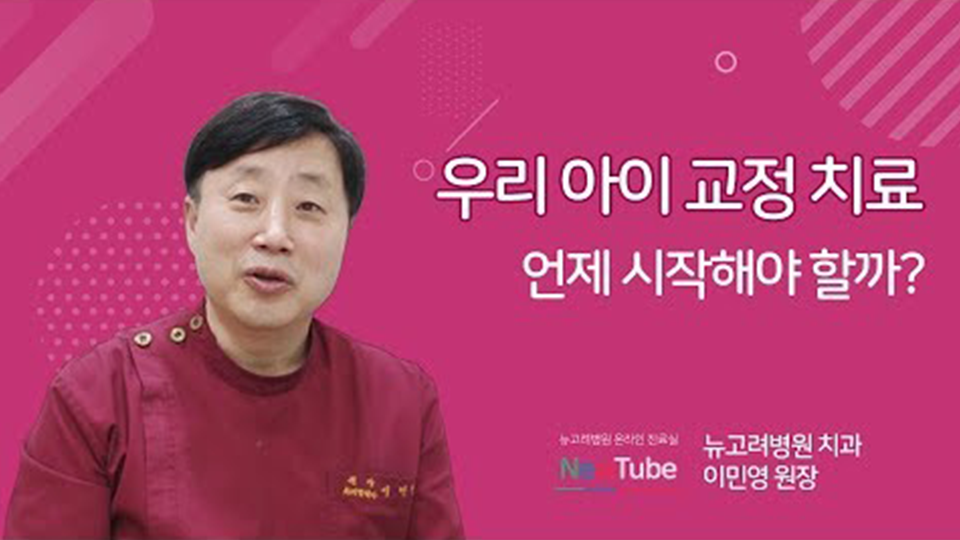 우리 아이 교정 치료
언제 시작해야 할까?
뉴고려병원 온라인 진료실
Tube
뉴고려병원 치과
이민영 원장